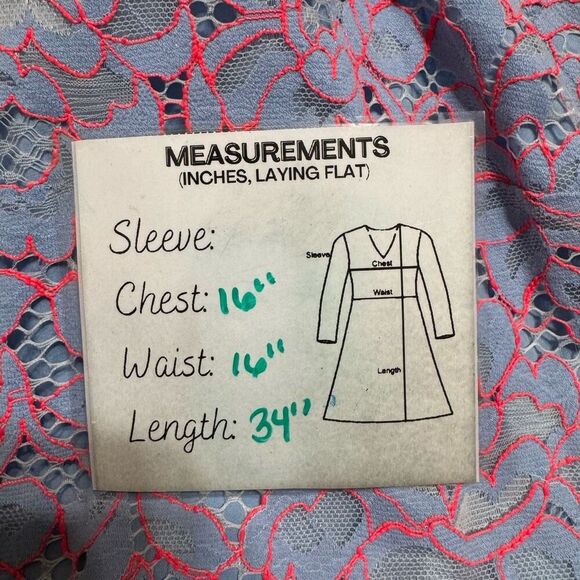 MEASUREMENTS
(INCHES, LAYING FLAT)
Sleeve:
Chest: 16"
Waist: 16"
Length: 34"
Sleeve
Chest
Waist
Length